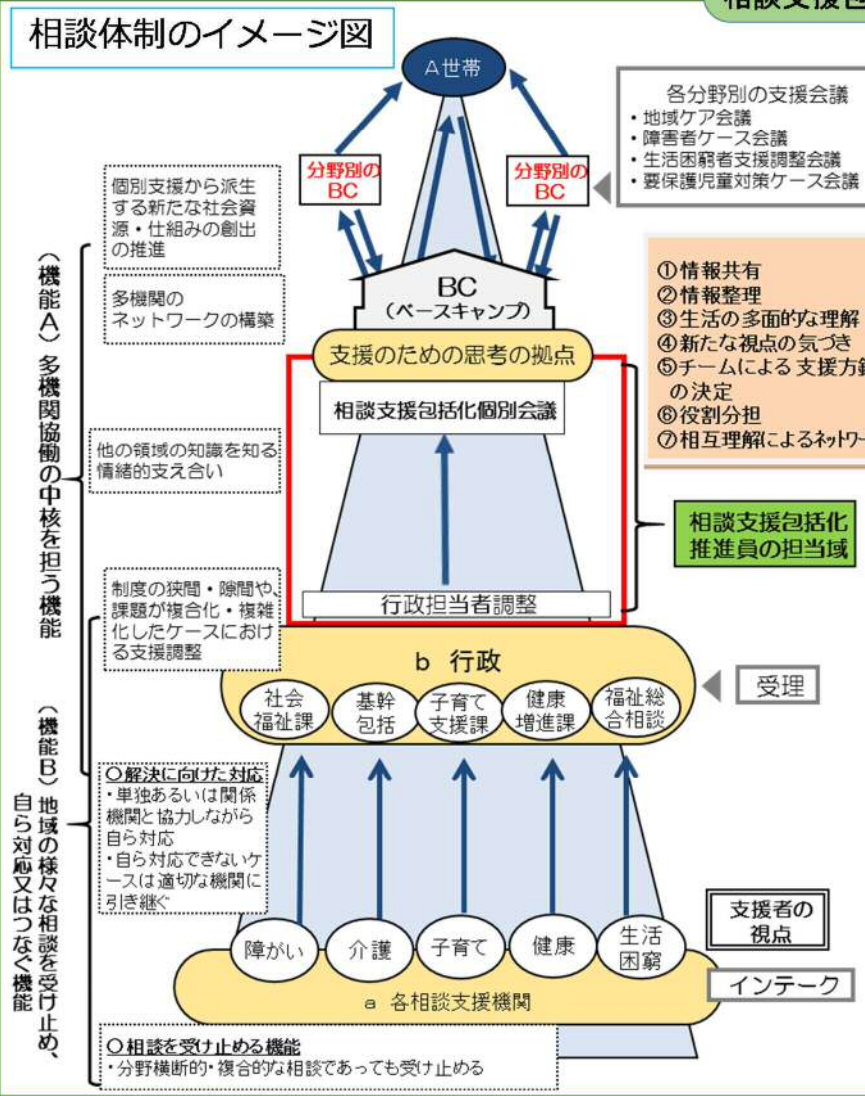 相談支援包
相談体制のイメージ図
A世帯
各分野別の支援会議
・地域ケア会議
・障害者ケース会議
・生活困窮者支援調整会議
・要保護児童対策ケース会議
分野別の
BC
分野別の
BC
個別支援から派生
する新たな社会資
源・仕組みの創出
の推進
多機関の
ネットワークの構築
BC
(ベースキャンプ)
支援のための思考の拠点
相談支援包括化個別会議
①情報共有
②情報整理
③生活の多面的な理解
④新たな視点の気づき
⑤チームによる支援方針
の決定
⑥役割分担
⑦相互理解によるネットワー
(機能A)多機関協働の中核を担う機能
他の領域の知識を知る
情緒的支え合い
相談支援包括化
推進員の担当域
制度の狭間・隙間や、
課題が複合化・複雑
化したケースにおけ
る支援調整
行政担当者調整
b 行政
社会
福祉課
基幹
包括
子育て
支援課
健康
増進課
福祉総
合相談
受理
(機能B)地域の様々な相談を受け止め、
自ら対応又はつなぐ機能
○解決に向けた対応
・単独あるいは関係
機関と協力しながら
自ら対応
・自ら対応できないケ
ースは適切な機関に
引き継ぐ
障がい
介護
子育て
健康
生活
困窮
支援者の
視点
a 各相談支援機関
インテーク
○相談を受け止める機能
・分野横断的・複合的な相談であっても受け止める